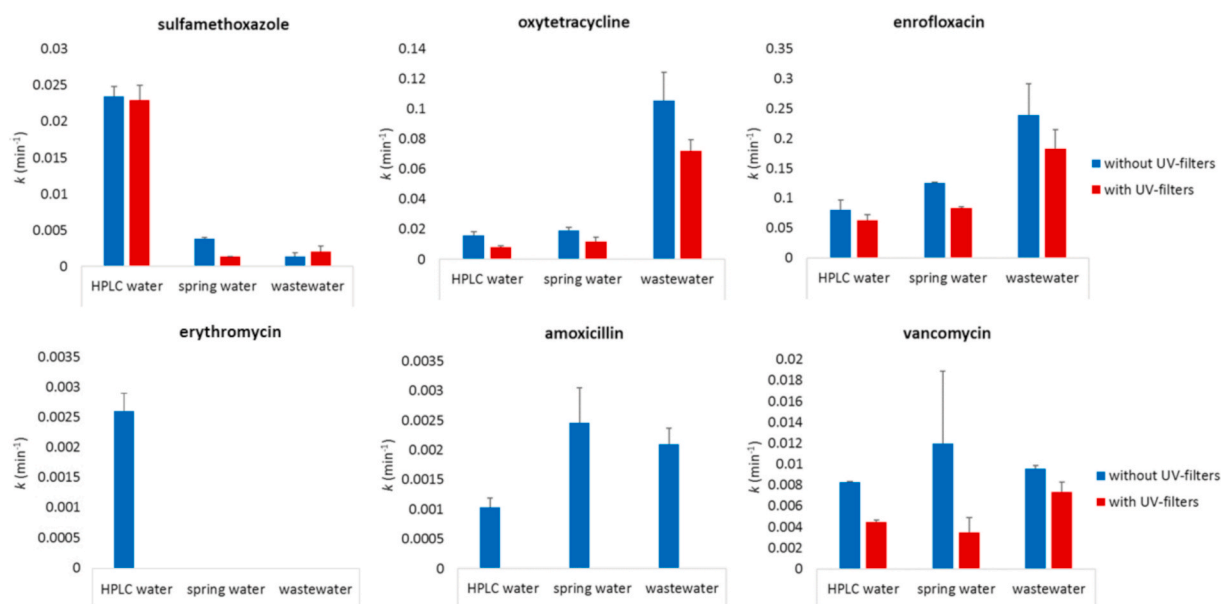 sulfamethoxazole
0.03
0.025
0.02
0.015
0.01
0.005
0
k (min⁻¹)
HPLC water spring water wastewater
oxytetracycline
0.14
0.12
0.1
0.08
0.06
0.04
0.02
0
k (min⁻¹)
HPLC water spring water wastewater
enrofloxacin
0.35
0.3
0.25
0.2
0.15
0.1
0.05
0
k (min⁻¹)
HPLC water spring water wastewater
without UV-filters
with UV-filters
erythromycin
0.0035
0.003
0.0025
0.002
0.0015
0.001
0.0005
0
k (min⁻¹)
HPLC water spring water wastewater
amoxicillin
0.0035
0.003
0.0025
0.002
0.0015
0.001
0.0005
0
k (min⁻¹)
HPLC water spring water wastewater
vancomycin
0.02
0.018
0.016
0.014
0.012
0.01
0.008
0.006
0.004
0.002
0
k (min⁻¹)
HPLC water spring water wastewater
without UV-filters
with UV-filters